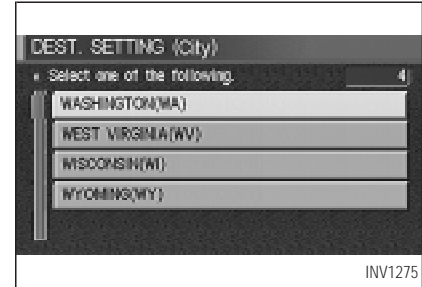 DEST. SETTING (City)
Select one of the following.
4
WASHINGTON(WA)
WEST VIRGINIA(WV)
WISCONSIN(WI)
WYOMING(WY)
INV1275